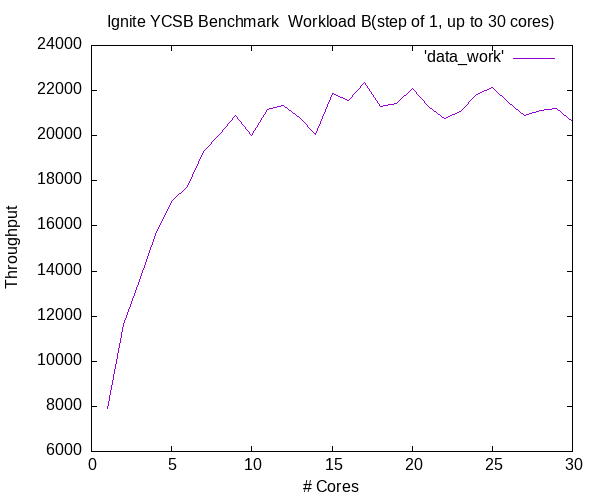 Ignite YCSB Benchmark  Workload B(step of 1, up to 30 cores)
24000
'data_work'
22000
20000
18000
16000
14000
12000
10000
8000
6000
Throughput
0 5 10 15 20 25 30
# Cores